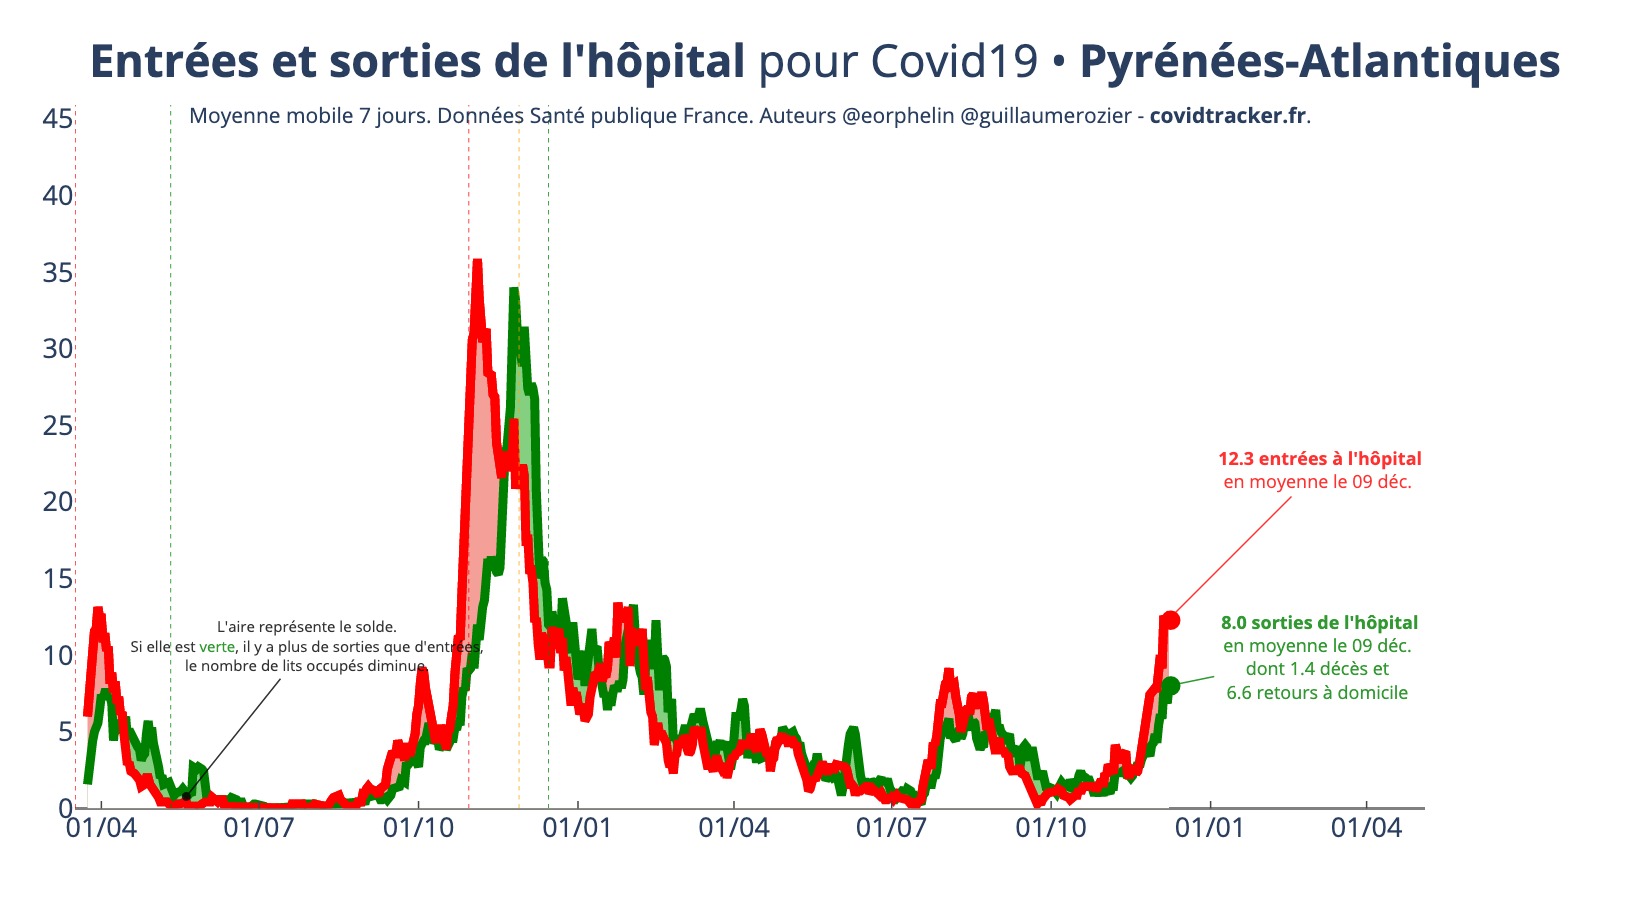 Entrées et sorties de l'hôpital pour Covid19 • Pyrénées-Atlantiques
Moyenne mobile 7 jours. Données Santé publique France. Auteurs @eorphelin @guillaumerozier - covidtracker.fr.
45
40
35
30
25
20
15
10
5
0
12.3 entrées à l'hôpital
en moyenne le 09 déc.
8.0 sorties de l'hôpital
en moyenne le 09 déc.
dont 1.4 décès et
6.6 retours à domicile
L'aire représente le solde.
Si elle est verte, il y a plus de sorties que d'entrées,
le nombre de lits occupés diminue.
01/04
01/07
01/10
01/01
01/04
01/07
01/10
01/01
01/04